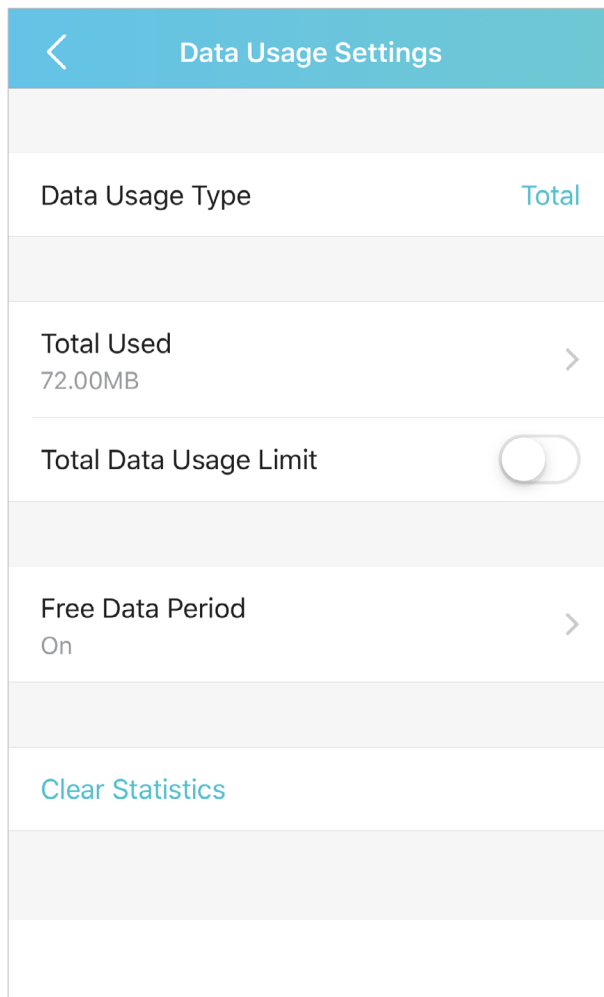 Data Usage Settings
Data Usage Type Total
Total Used
72.00MB
Total Data Usage Limit
Free Data Period
On
Clear Statistics